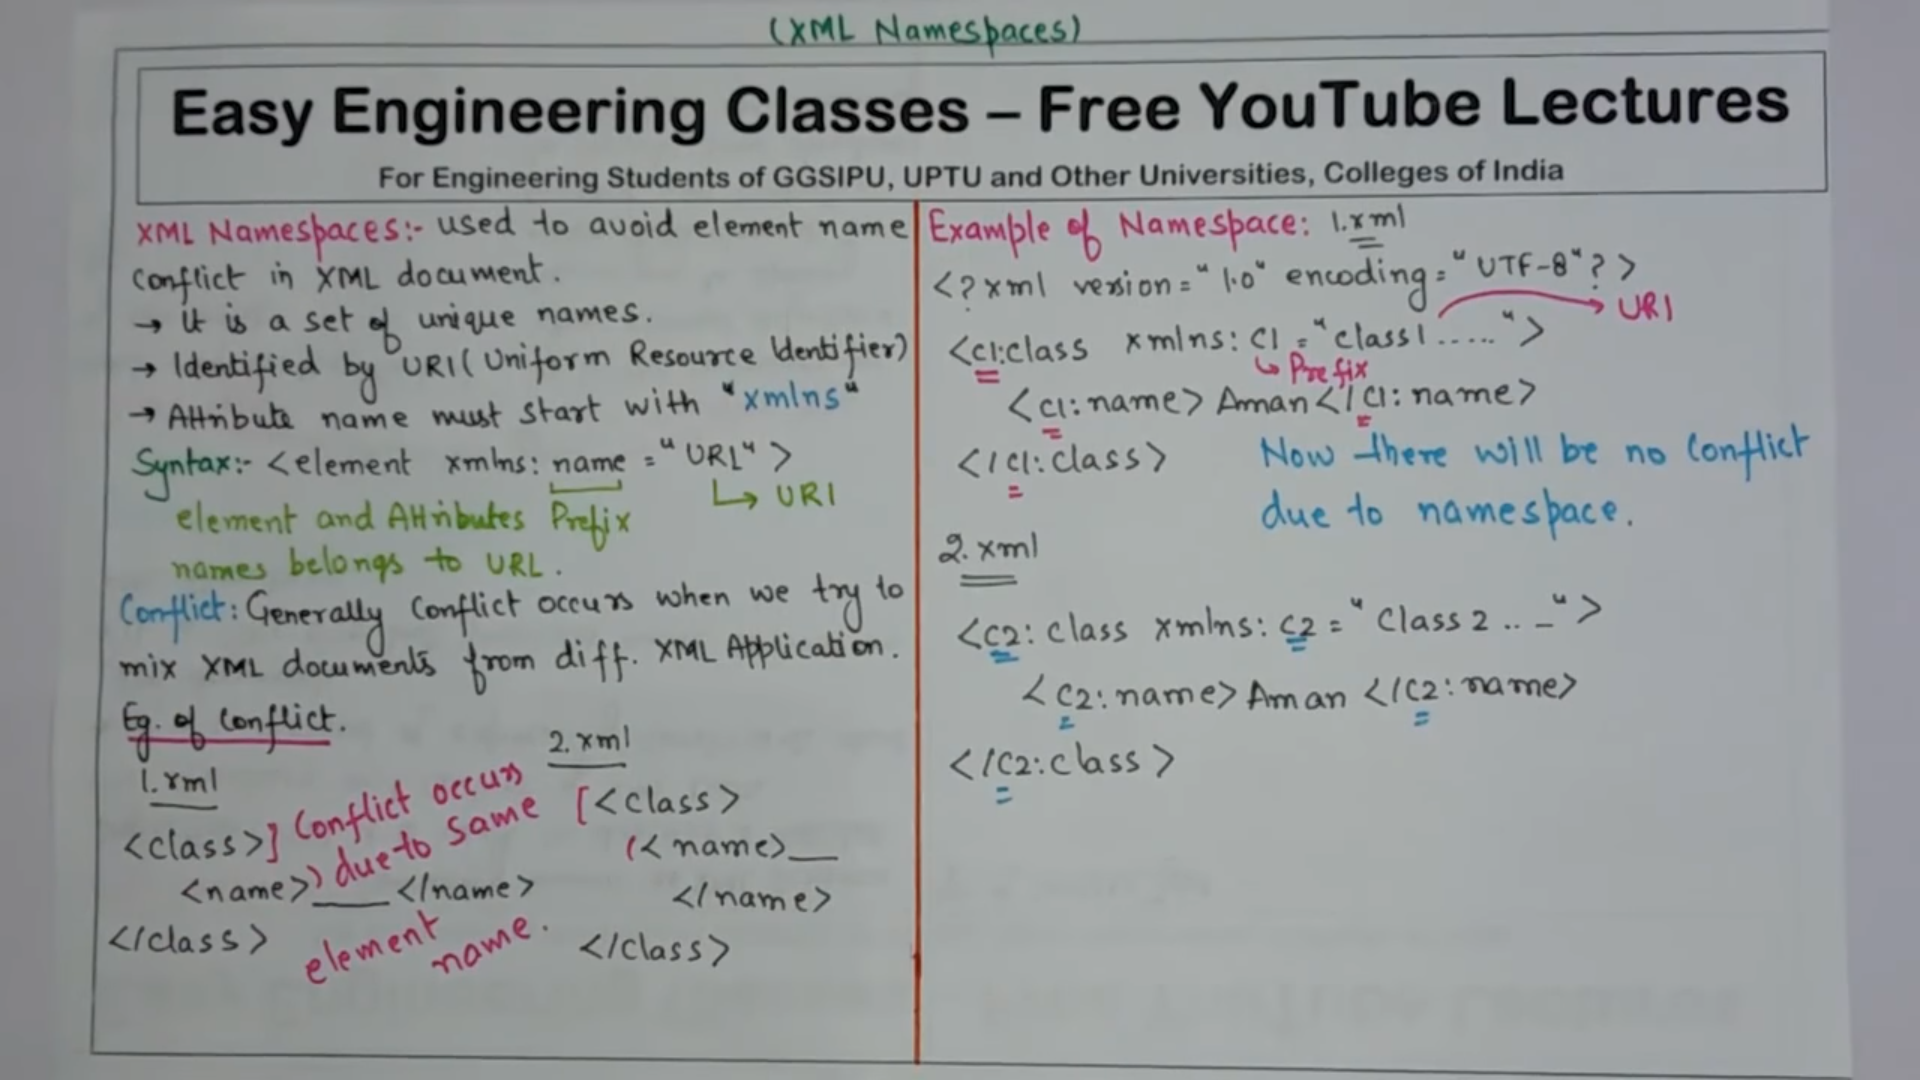 (XML Namespaces)
Easy Engineering Classes – Free YouTube Lectures
For Engineering Students of GGSIPU, UPTU and Other Universities, Colleges of India
XML Namespaces:- used to avoid element name
Conflict in XML document.
→ It is a set of unique names.
→ Identified by URI (Uniform Resource Identifier)
→ Attribute name must start with "xmlns"
Syntax:- <element xmlns: name = "URL">
↳ URI
element and Attributes Prefix
names belongs to URL.
Conflict: Generally Conflict occurs when we try to
mix XML documents from diff. XML Application.
Eg. of Conflict.
1.xml
<class>] Conflict occurs
<name>) due to same
____ </name>
</class>
element
name.
2.xml
[<class>
(<name>__
</name>
</class>
Example of Namespace: 1.xml
<?xml version = "1.0" encoding = "UTF-8"?>
→ URI
<c1:class xmlns: C1 = "class1.....">
↳ Prefix
<c1:name> Aman </c1:name>
</c1:class>
Now there will be no Conflict
due to namespace.
2.xml
<c2: class xmlns: c2 = "Class 2 .. _">
<c2:name> Aman </c2:name>
</c2:class>